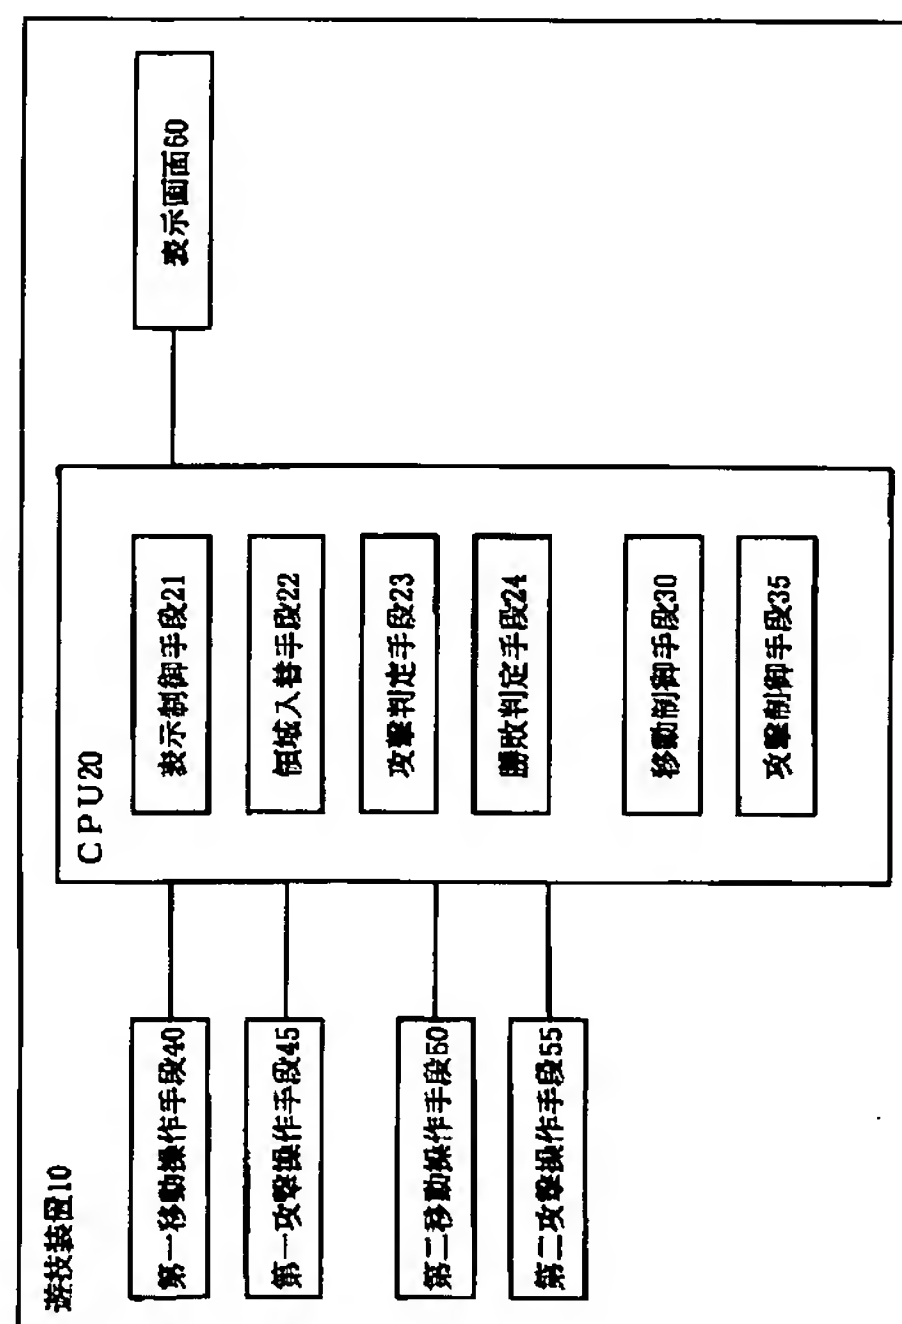 遊技装置10
第一移動操作手段40
第一攻撃操作手段45
第二移動操作手段50
第二攻撃操作手段55
CPU20
表示制御手段21
領域入替手段22
攻撃判定手段23
勝敗判定手段24
移動制御手段30
攻撃制御手段35
表示画面60